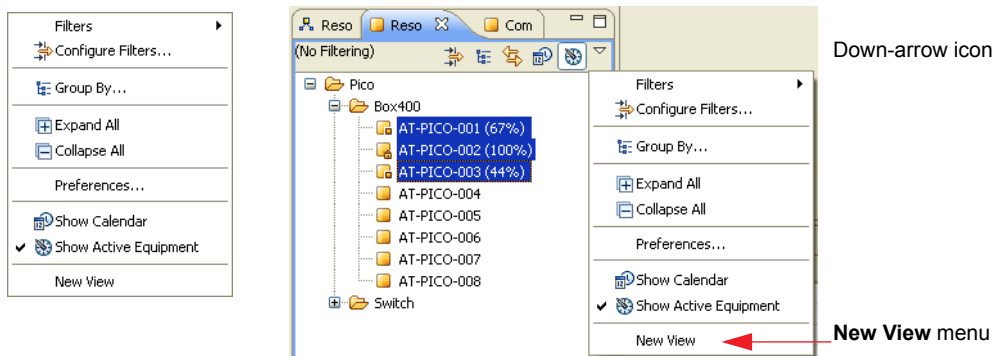 Filters
Configure Filters...
Group By...
Expand All
Collapse All
Preferences...
Show Calendar
Show Active Equipment
New View
Reso Reso Com
(No Filtering)
Pico
Box400
AT-PICO-001 (67%)
AT-PICO-002 (100%)
AT-PICO-003 (44%)
AT-PICO-004
AT-PICO-005
AT-PICO-006
AT-PICO-007
AT-PICO-008
Switch
Filters
Configure Filters...
Group By...
Expand All
Collapse All
Preferences...
Show Calendar
Show Active Equipment
New View
Down-arrow icon
New View menu